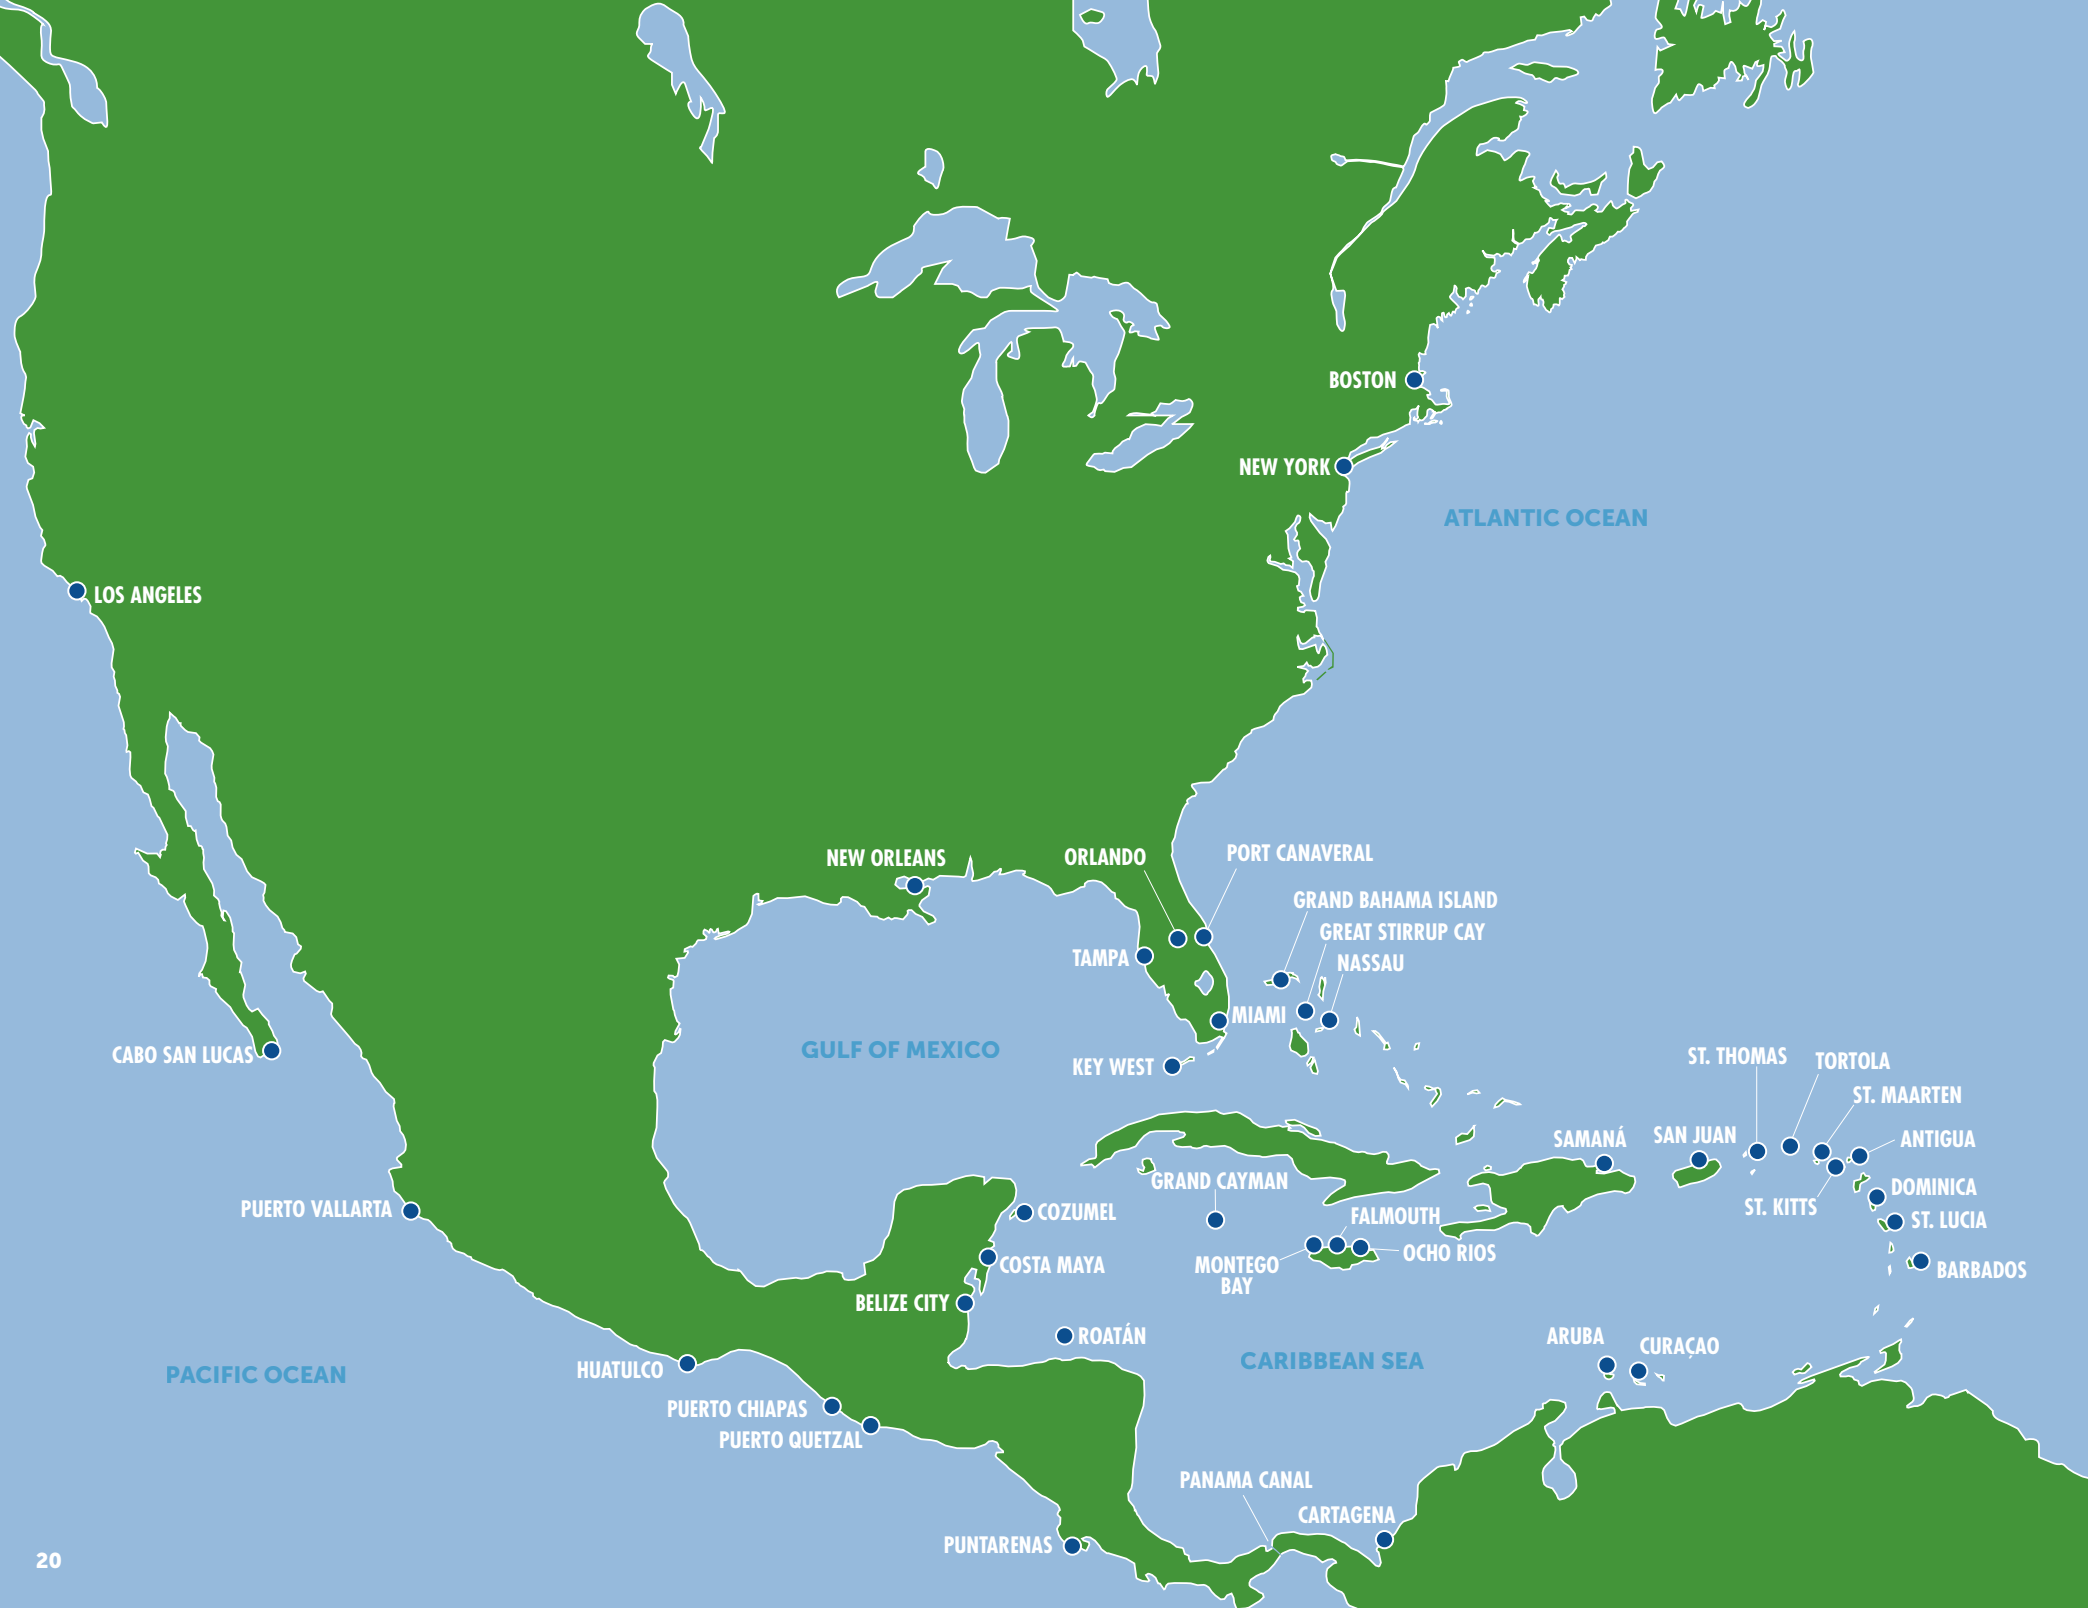 BOSTON
NEW YORK
ATLANTIC OCEAN
LOS ANGELES
NEW ORLEANS
ORLANDO
PORT CANAVERAL
GRAND BAHAMA ISLAND
GREAT STIRRUP CAY
TAMPA
NASSAU
MIAMI
GULF OF MEXICO
CABO SAN LUCAS
KEY WEST
ST. THOMAS
TORTOLA
ST. MAARTEN
SAMANÁ
SAN JUAN
ANTIGUA
GRAND CAYMAN
DOMINICA
ST. KITTS
PUERTO VALLARTA
COZUMEL
FALMOUTH
ST. LUCIA
COSTA MAYA
MONTEGO
BAY
OCHO RIOS
BARBADOS
BELIZE CITY
ROATÁN
ARUBA
CURAÇAO
CARIBBEAN SEA
PACIFIC OCEAN
HUATULCO
PUERTO CHIAPAS
PUERTO QUETZAL
PANAMA CANAL
CARTAGENA
PUNTARENAS
20